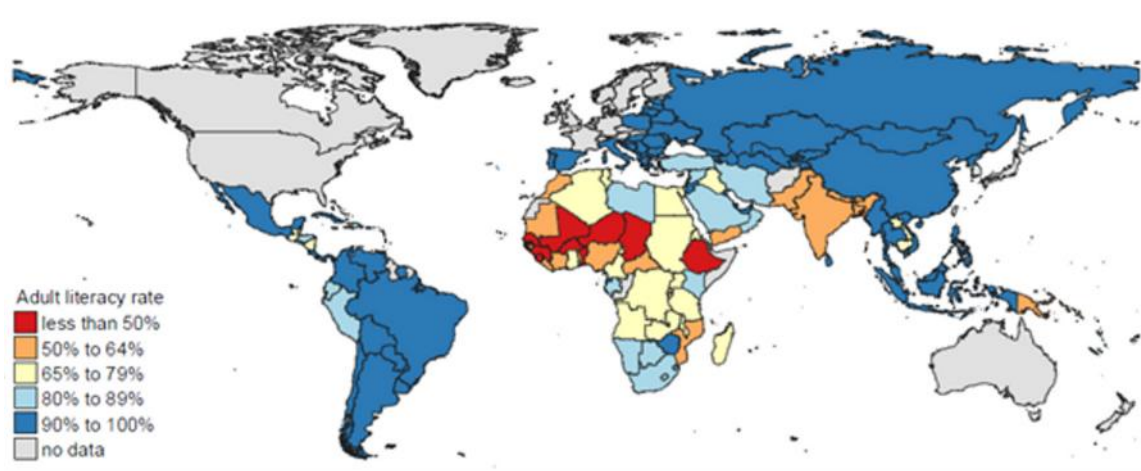 Adult literacy rate
less than 50%
50% to 64%
65% to 79%
80% to 89%
90% to 100%
no data